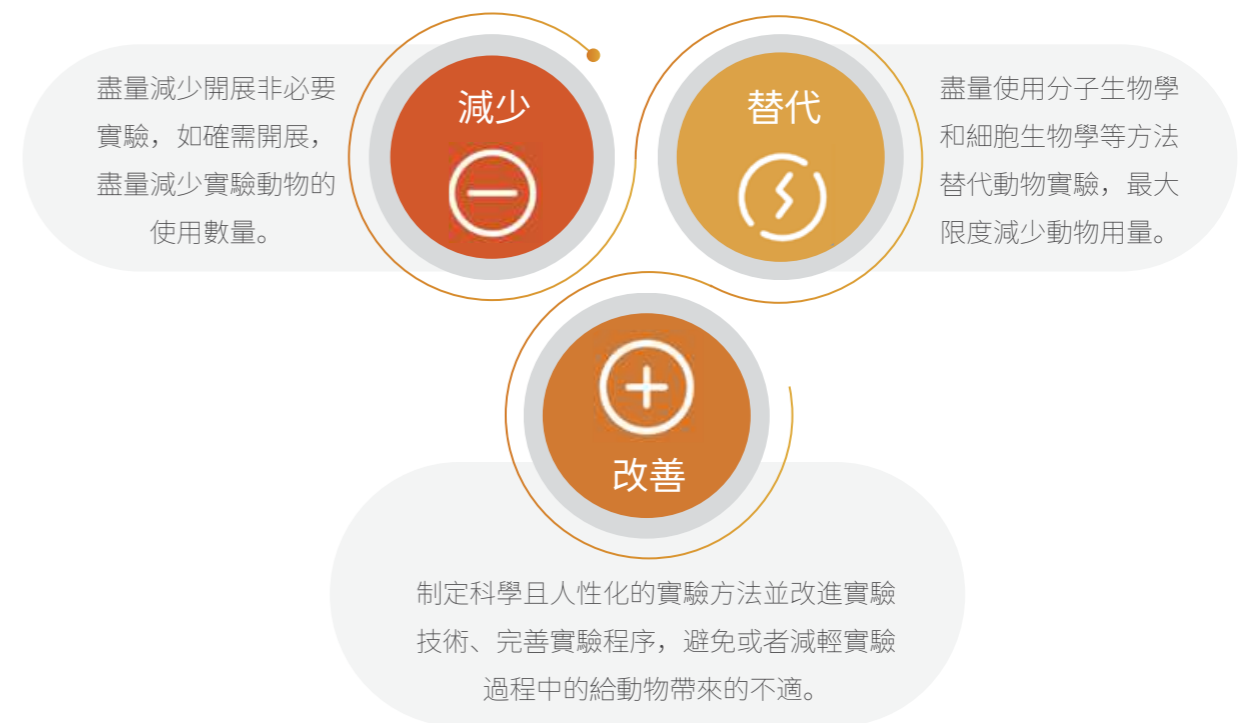 減少
盡量減少開展非必要
實驗，如確需開展，
盡量減少實驗動物的
使用數量。
替代
盡量使用分子生物學
和細胞生物學等方法
替代動物實驗，最大
限度減少動物用量。
改善
制定科學且人性化的實驗方法並改進實驗
技術、完善實驗程序，避免或者減輕實驗
過程中的給動物帶來的不適。